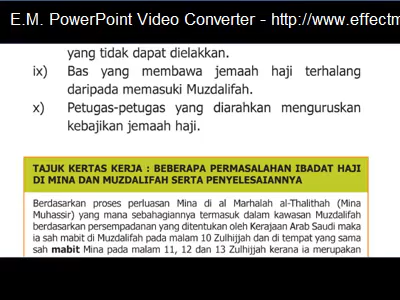 E.M. PowerPoint Video Converter - http://www.effectm
yang tidak dapat dielakkan.
ix) Bas yang membawa jemaah haji terhalang
daripada memasuki Muzdalifah.
x) Petugas-petugas yang diarahkan menguruskan
kebajikan jemaah haji.
TAJUK KERTAS KERJA : BEBERAPA PERMASALAHAN IBADAT HAJI
DI MINA DAN MUZDALIFAH SERTA PENYELESAIANNYA
Berdasarkan proses perluasan Mina di al Marhalah al-Thalithah (Mina
Muhassir) yang mana sebahagiannya termasuk dalam kawasan Muzdalifah
berdasarkan persempadanan yang ditentukan oleh Kerajaan Arab Saudi maka
ia sah mabit di Muzdalifah pada malam 10 Zulhijjah dan di tempat yang sama
sah mabit Mina pada malam 11, 12 dan 13 Zulhijjah kerana ia merupakan